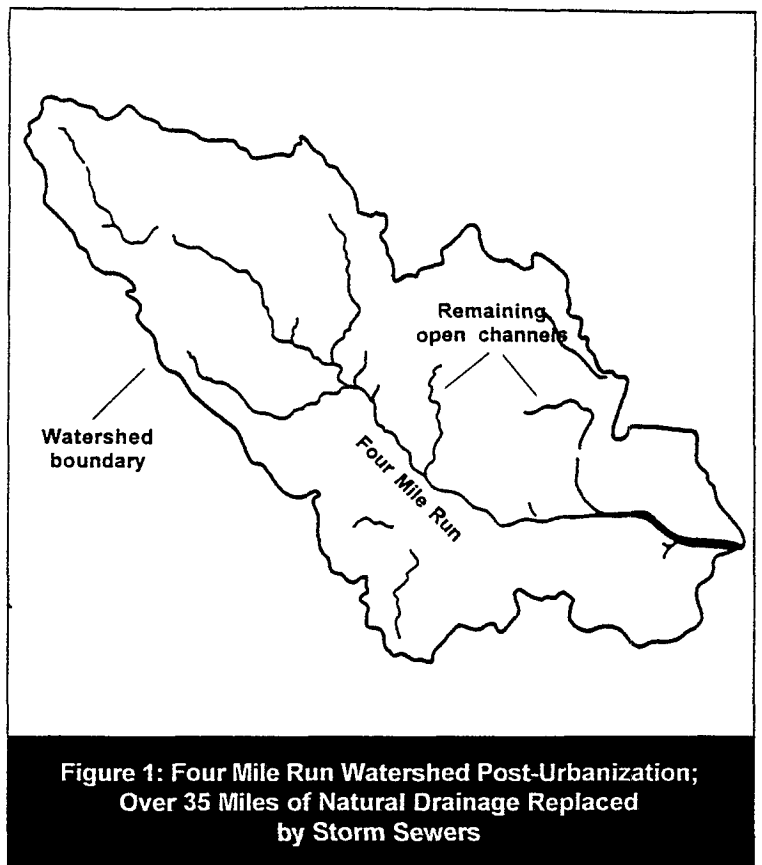 Remaining
open channels
Watershed
boundary
Four Mile Run
Figure 1: Four Mile Run Watershed Post-Urbanization;
Over 35 Miles of Natural Drainage Replaced
by Storm Sewers